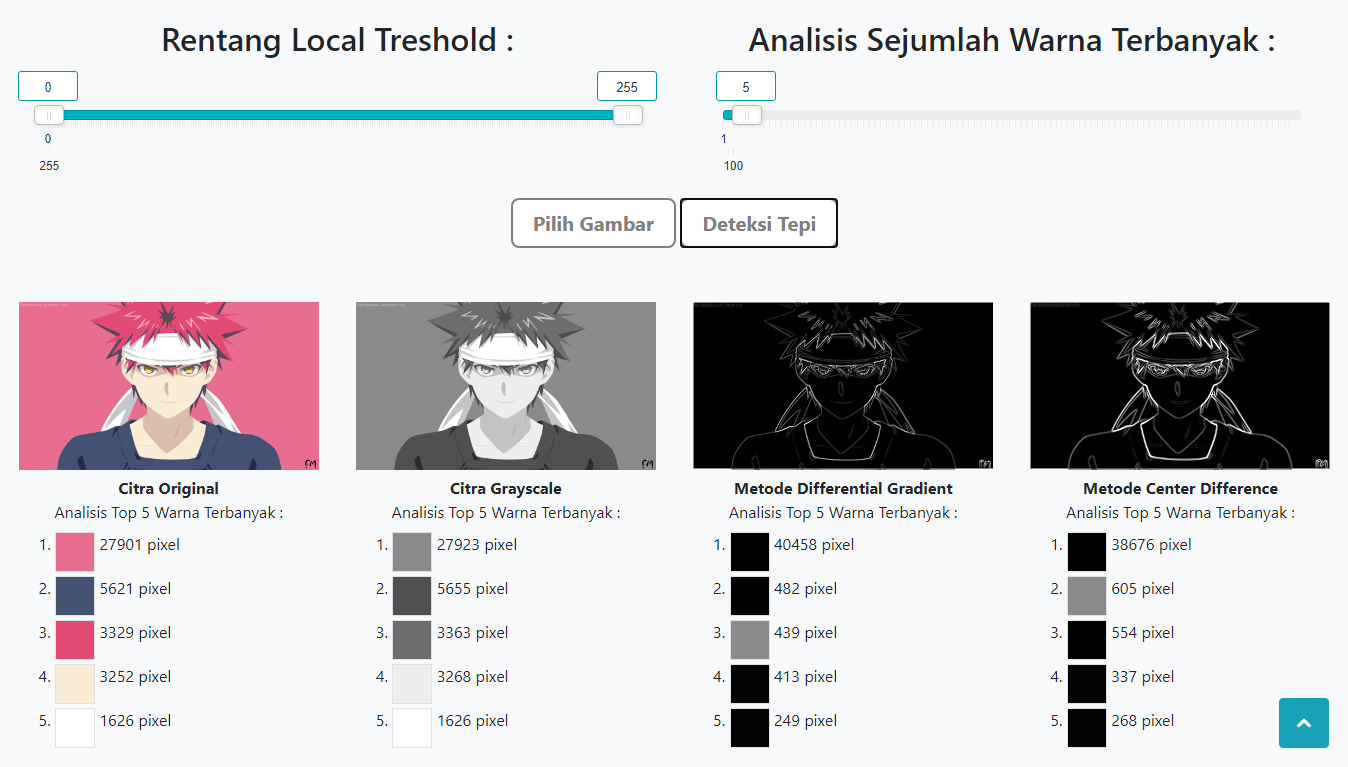 Rentang Local Treshold :
0
255
0
255
Analisis Sejumlah Warna Terbanyak :
5
1
100
Pilih Gambar
Deteksi Tepi
FM
Citra Original
Analisis Top 5 Warna Terbanyak :
1. 27901 pixel
2. 5621 pixel
3. 3329 pixel
4. 3252 pixel
5. 1626 pixel
FM
Citra Grayscale
Analisis Top 5 Warna Terbanyak :
1. 27923 pixel
2. 5655 pixel
3. 3363 pixel
4. 3268 pixel
5. 1626 pixel
Metode Differential Gradient
Analisis Top 5 Warna Terbanyak :
1. 40458 pixel
2. 482 pixel
3. 439 pixel
4. 413 pixel
5. 249 pixel
Metode Center Difference
Analisis Top 5 Warna Terbanyak :
1. 38676 pixel
2. 605 pixel
3. 554 pixel
4. 337 pixel
5. 268 pixel